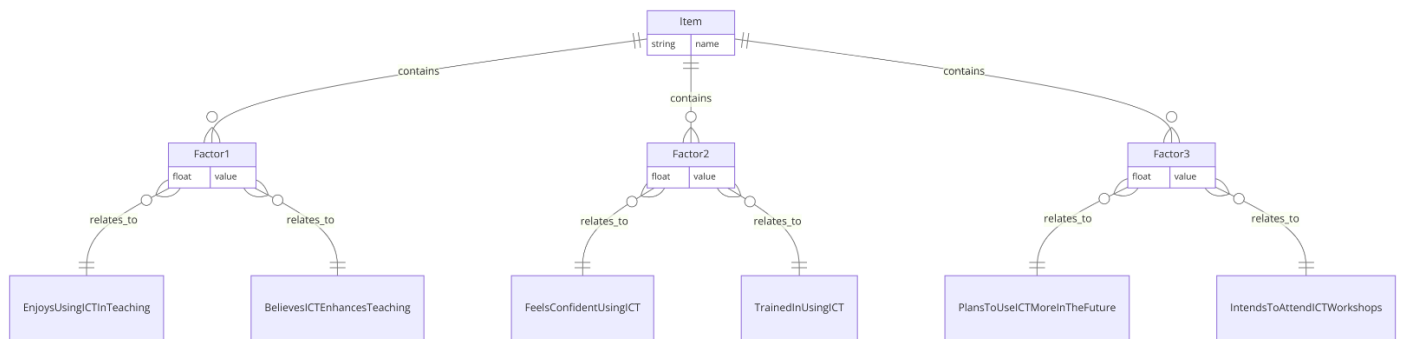 Item
string name
contains
contains
contains
Factor1
float value
Factor2
float value
Factor3
float value
relates_to
relates_to
relates_to
relates_to
relates_to
relates_to
EnjoysUsingICTInTeaching
BelievesICTEnhancesTeaching
FeelsConfidentUsingICT
TrainedInUsingICT
PlansToUseICTMoreInTheFuture
IntendsToAttendICTWorkshops